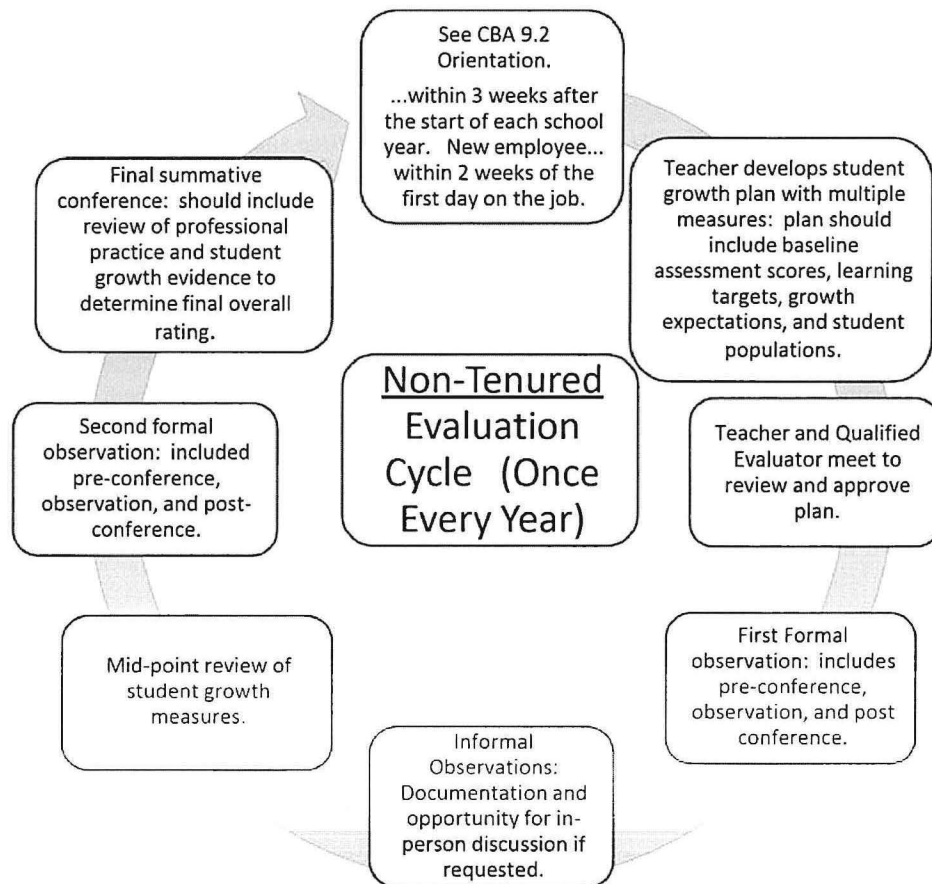 See CBA 9.2
Orientation.
...within 3 weeks after
the start of each school
year. New employee...
within 2 weeks of the
first day on the job.
Teacher develops student
growth plan with multiple
measures: plan should
include baseline
assessment scores, learning
targets, growth
expectations, and student
populations.
Teacher and Qualified
Evaluator meet to
review and approve
plan.
First Formal
observation: includes
pre-conference,
observation, and post
conference.
Informal
Observations:
Documentation and
opportunity for in-
person discussion if
requested.
Mid-point review of
student growth
measures.
Second formal
observation: included
pre-conference,
observation, and post-
conference.
Final summative
conference: should include
review of professional
practice and student
growth evidence to
determine final overall
rating.
Non-Tenured
Evaluation
Cycle (Once
Every Year)